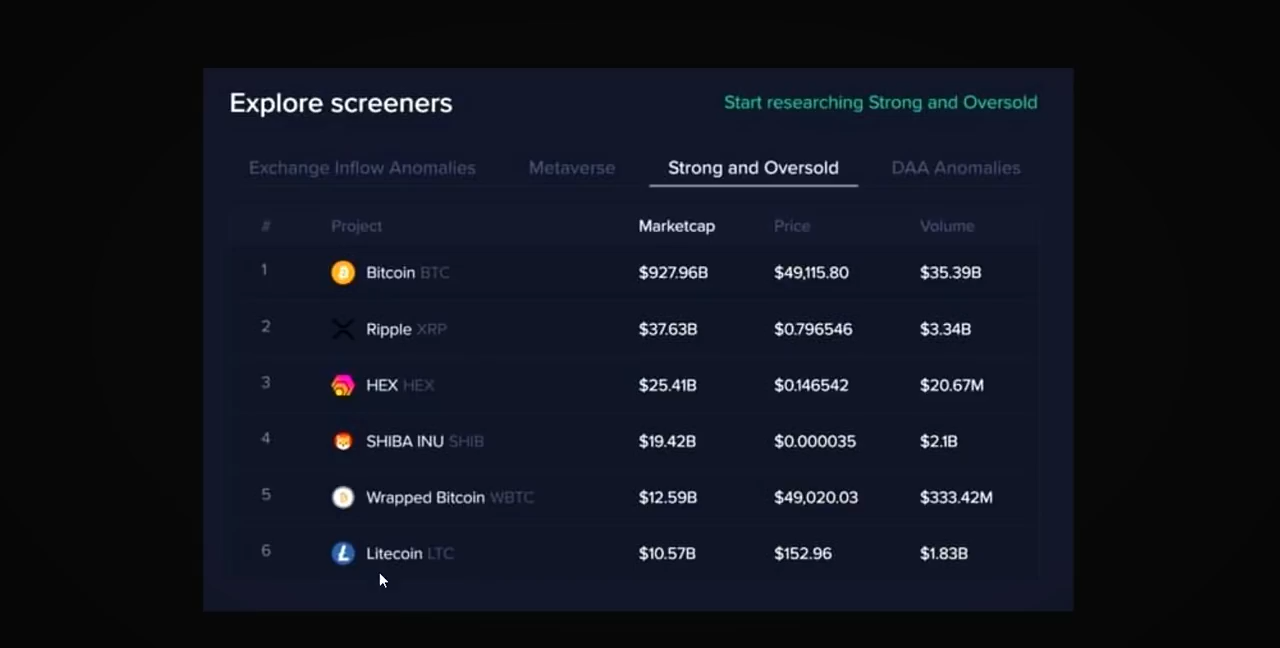 Explore screeners Start researching Strong and Oversold
Exchange Inflow Anomalies Metaverse Strong and Oversold DAA Anomalies
# Project Marketcap Price Volume
1 Bitcoin BTC $927.96B $49,115.80 $35.39B
2 Ripple XRP $37.63B $0.796546 $3.34B
3 HEX HEX $25.41B $0.146542 $20.67M
4 SHIBA INU SHIB $19.42B $0.000035 $2.1B
5 Wrapped Bitcoin WBTC $12.59B $49,020.03 $333.42M
6 Litecoin LTC $10.57B $152.96 $1.83B